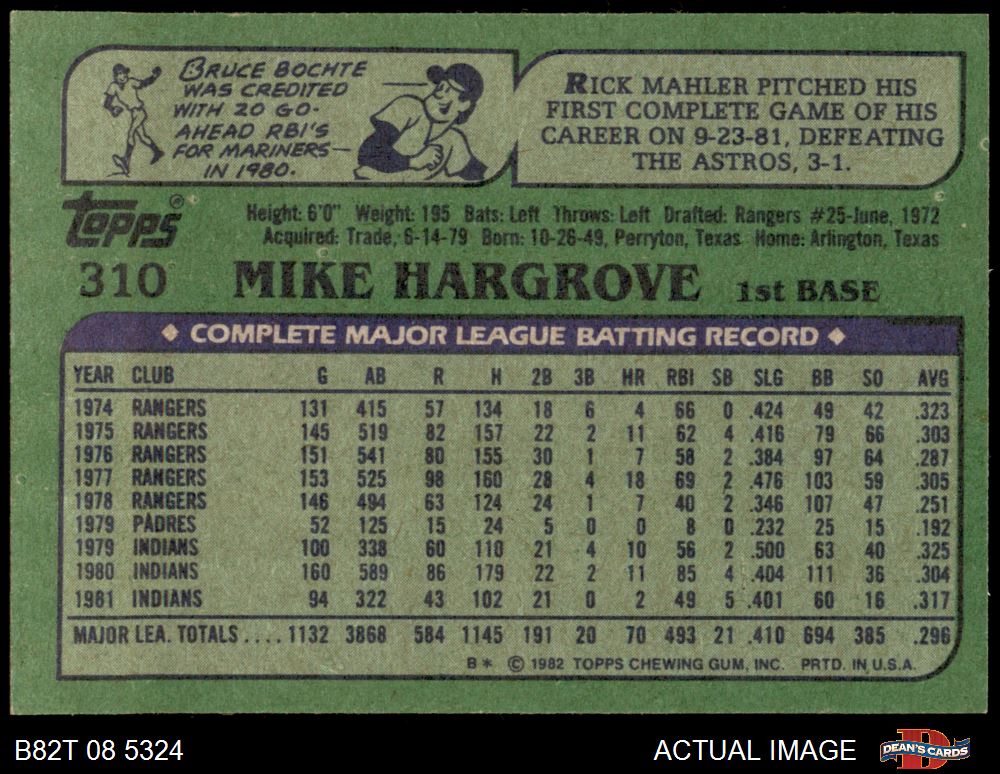 BRUCE BOCHTE
WAS CREDITED
WITH 20 GO-
AHEAD RBI'S
FOR MARINERS
IN 1980.
RICK MAHLER PITCHED HIS
FIRST COMPLETE GAME OF HIS
CAREER ON 9-23-81, DEFEATING
THE ASTROS, 3-1.
Topps®
Height: 6'0" Weight: 195 Bats: Left Throws: Left Drafted: Rangers #25-June, 1972
Acquired: Trade, 6-14-79 Born: 10-26-49, Perryton, Texas Home: Arlington, Texas
310 MIKE HARGROVE 1st BASE
◆ COMPLETE MAJOR LEAGUE BATTING RECORD ◆
YEAR CLUB G AB R H 2B 3B HR RBI SB SLG BB SO AVG
1974 RANGERS 131 415 57 134 18 6 4 66 0 .424 49 42 .323
1975 RANGERS 145 519 82 157 22 2 11 62 4 .416 79 66 .303
1976 RANGERS 151 541 80 155 30 1 7 58 2 .384 97 64 .287
1977 RANGERS 153 525 98 160 28 4 18 69 2 .476 103 59 .305
1978 RANGERS 146 494 63 124 24 1 7 40 2 .346 107 47 .251
1979 PADRES 52 125 15 24 5 0 0 8 0 .232 25 15 .192
1979 INDIANS 100 338 60 110 21 4 10 56 2 .500 63 40 .325
1980 INDIANS 160 589 86 179 22 2 11 85 4 .404 111 36 .304
1981 INDIANS 94 322 43 102 21 0 2 49 5 .401 60 16 .317
MAJOR LEA. TOTALS .... 1132 3868 584 1145 191 20 70 493 21 .410 694 385 .296
B* © 1982 TOPPS CHEWING GUM, INC. PRTD. IN U.S.A.
B82T 08 5324 ACTUAL IMAGE DEAN'S CARDS